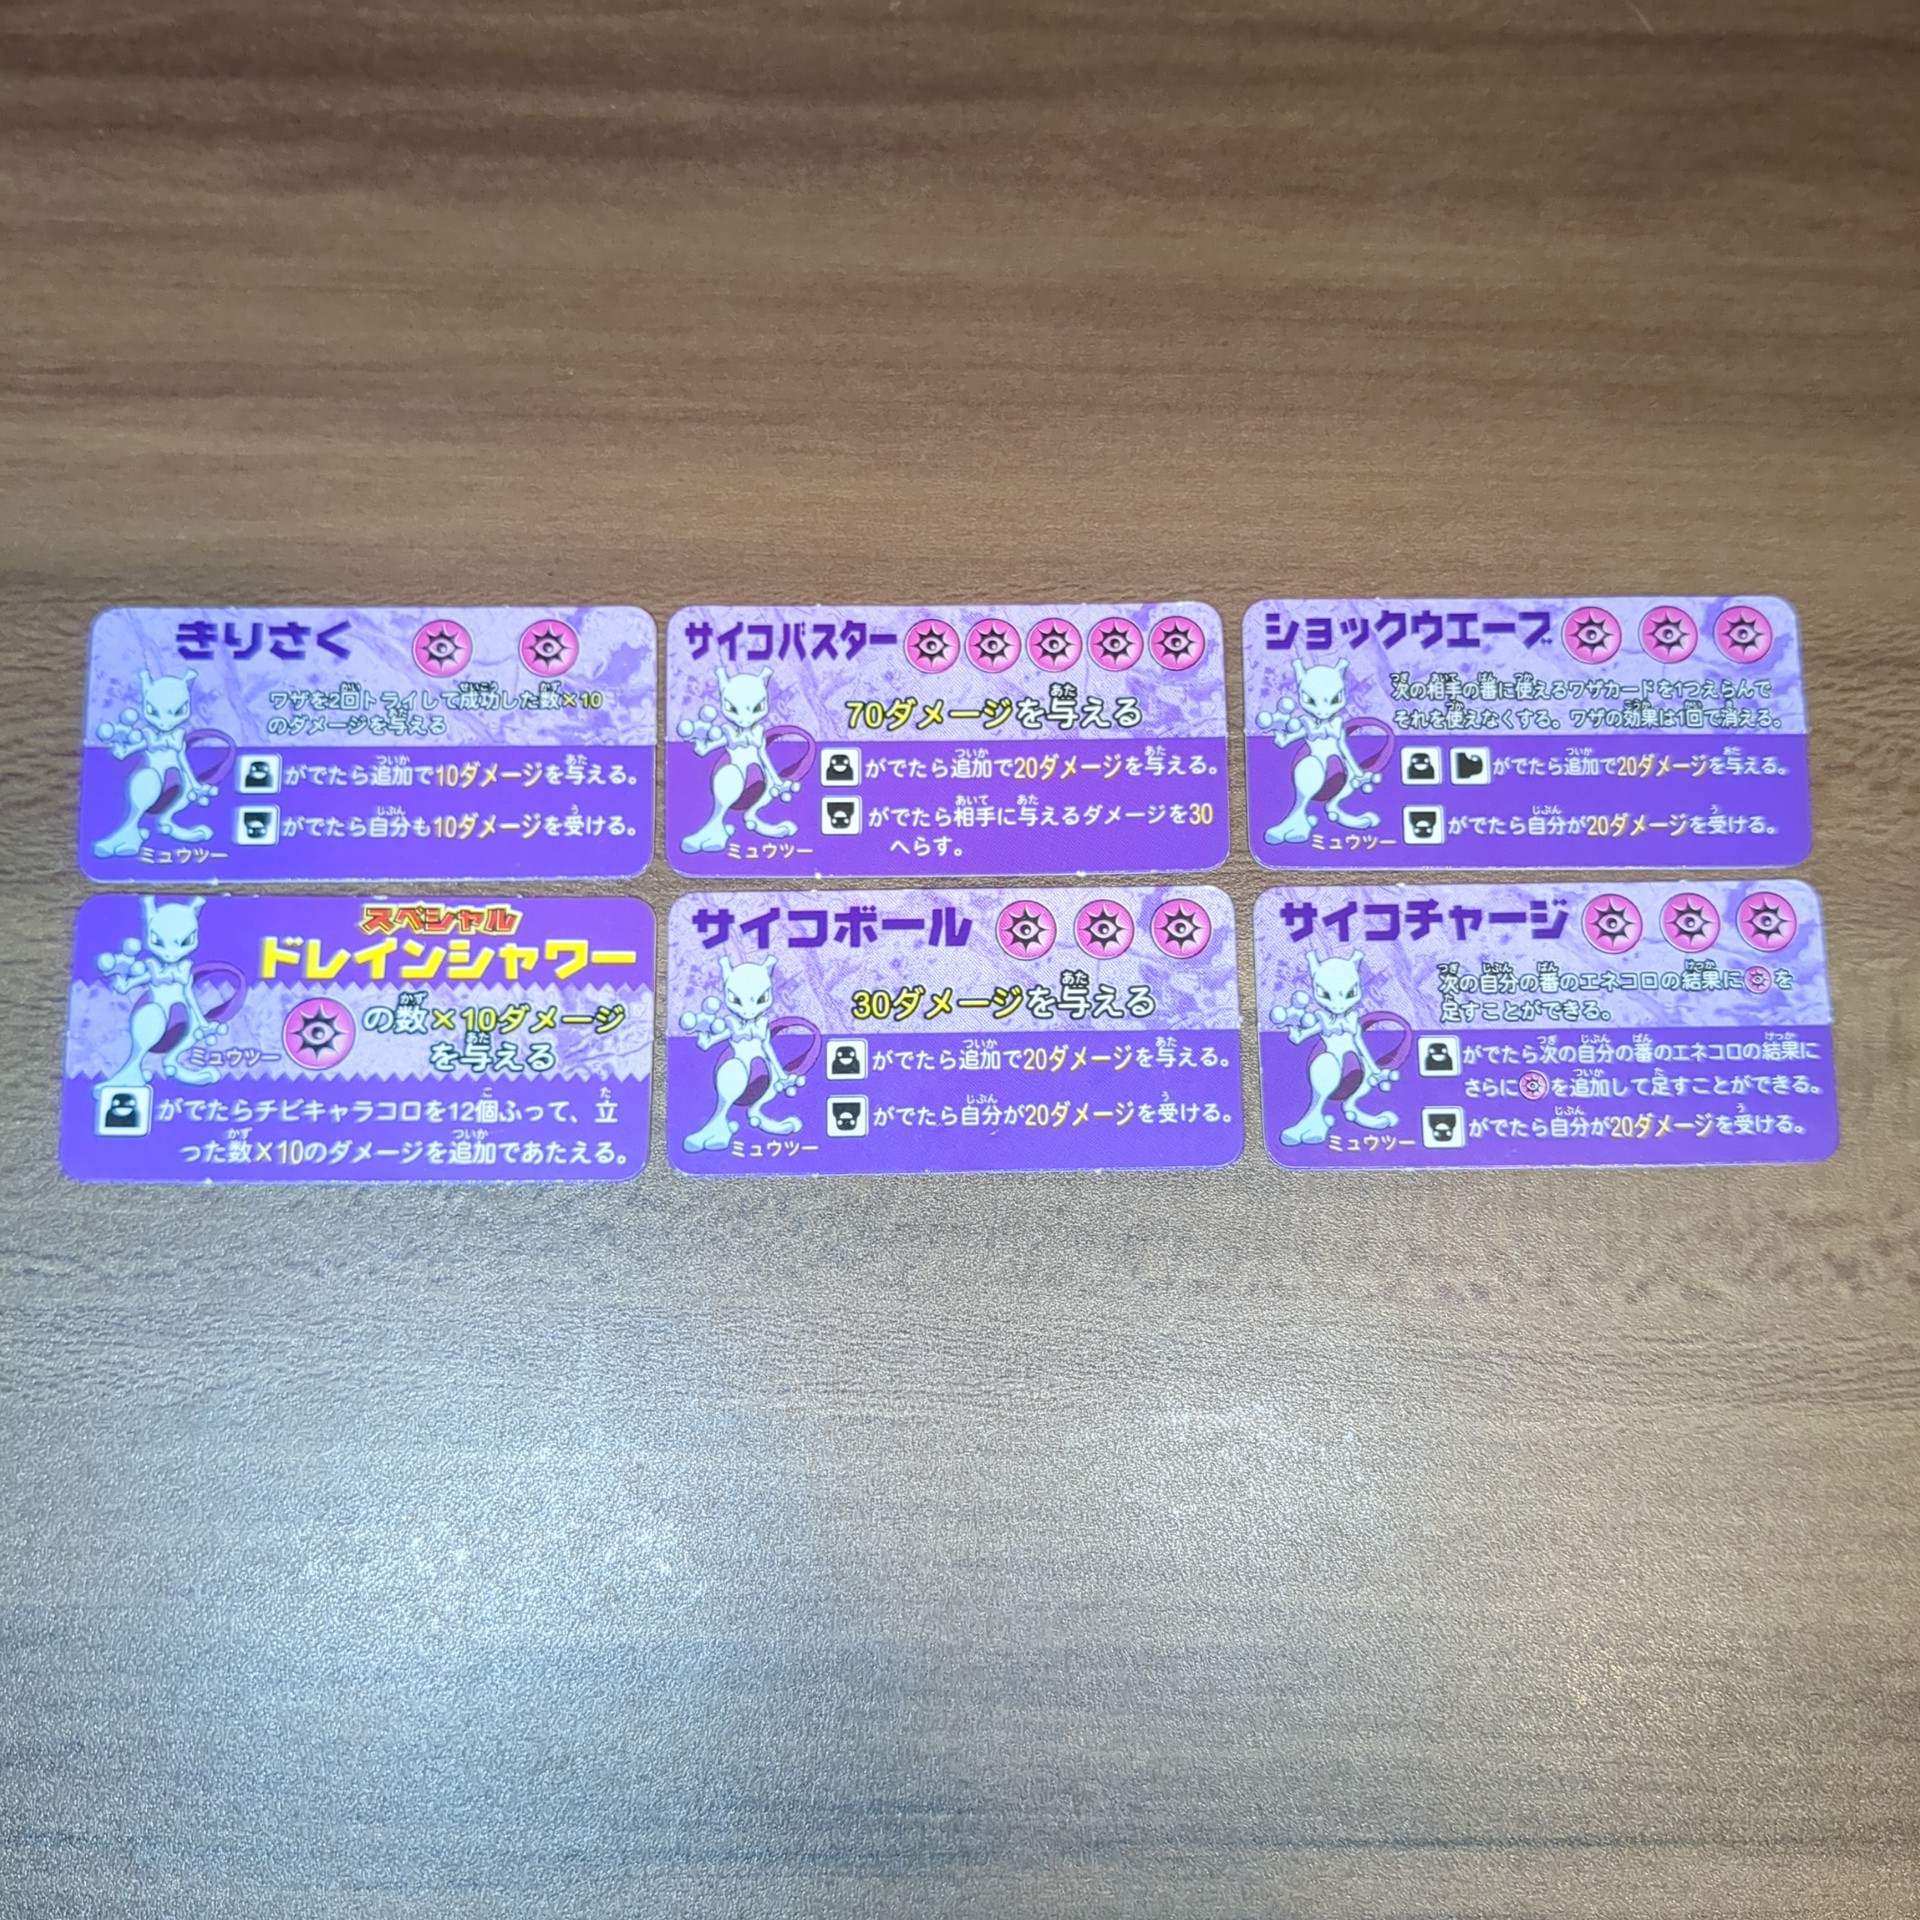 きりさく
ワザを2回トライして成功した数×10
のダメージを与える
がでたら追加で10ダメージを与える。
がでたら自分も10ダメージを受ける。
ミュウツー
サイコバスター
70ダメージを与える
がでたら追加で20ダメージを与える。
がでたら相手に与えるダメージを30
へらす。
ミュウツー
ショックウエーブ
次の相手の番に使えるワザカードを1つえらんで
それを使えなくする。ワザの効果は1回で消える。
がでたら追加で20ダメージを与える。
がでたら自分が20ダメージを受ける。
ミュウツー
スペシャル
ドレインシャワー
の数×10ダメージ
を与える
ミュウツー
がでたらチビキャラコロを12個ふって、立
った数×10のダメージを追加であたえる。
サイコボール
30ダメージを与える
がでたら追加で20ダメージを与える。
がでたら自分が20ダメージを受ける。
ミュウツー
サイコチャージ
次の自分の番のエネコロの結果にを
足すことができる。
がでたら次の自分の番のエネコロの結果に
さらにを追加して足すことができる。
がでたら自分が20ダメージを受ける。
ミュウツー